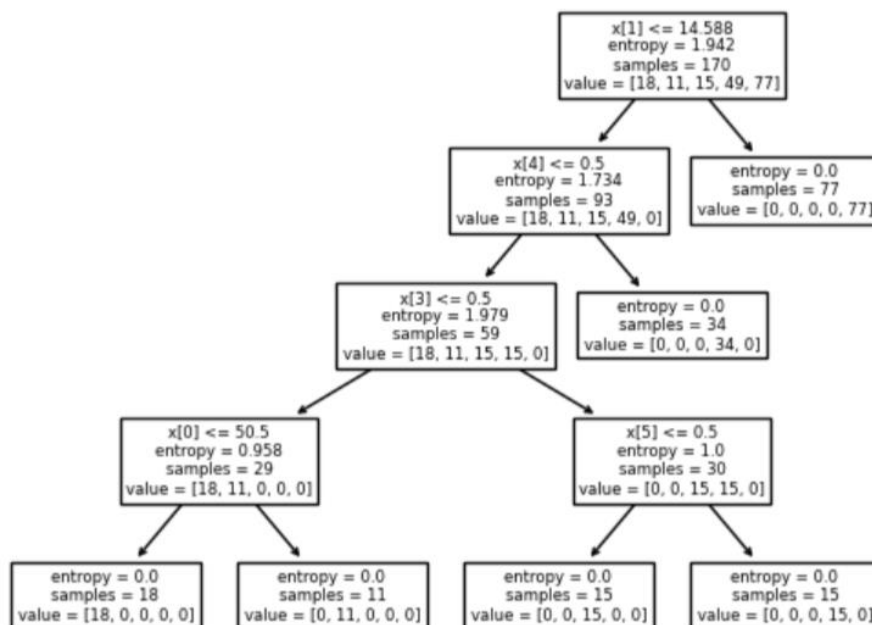 x[1] <= 14.588
entropy = 1.942
samples = 170
value = [18, 11, 15, 49, 77]
x[4] <= 0.5
entropy = 1.734
samples = 93
value = [18, 11, 15, 49, 0]
entropy = 0.0
samples = 77
value = [0, 0, 0, 0, 77]
x[3] <= 0.5
entropy = 1.979
samples = 59
value = [18, 11, 15, 15, 0]
entropy = 0.0
samples = 34
value = [0, 0, 0, 34, 0]
x[0] <= 50.5
entropy = 0.958
samples = 29
value = [18, 11, 0, 0, 0]
x[5] <= 0.5
entropy = 1.0
samples = 30
value = [0, 0, 15, 15, 0]
entropy = 0.0
samples = 18
value = [18, 0, 0, 0, 0]
entropy = 0.0
samples = 11
value = [0, 11, 0, 0, 0]
entropy = 0.0
samples = 15
value = [0, 0, 15, 0, 0]
entropy = 0.0
samples = 15
value = [0, 0, 0, 15, 0]